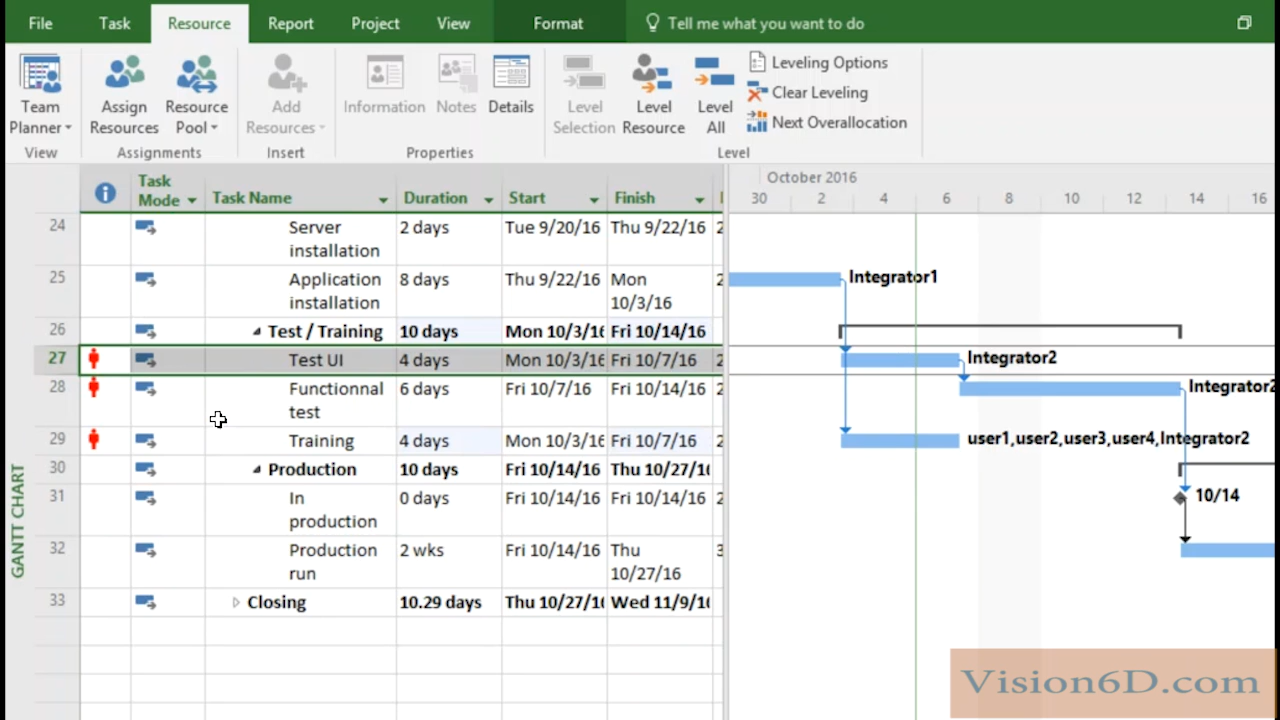 File Task Resource Report Project View Format Tell me what you want to do
Team Planner
Assign Resources
Resource Pool
Add Resources
Information
Notes
Details
Level Selection
Level Resource
Level All
Leveling Options
Clear Leveling
Next Overallocation
View Assignments Insert Properties Level
Task Mode Task Name Duration Start Finish
October 2016
30 2 4 6 8 10 12 14 16
24 Server installation 2 days Tue 9/20/16 Thu 9/22/16 2
25 Application installation 8 days Thu 9/22/16 Mon 10/3/16 2 Integrator1
26 Test / Training 10 days Mon 10/3/16 Fri 10/14/16
27 Test UI 4 days Mon 10/3/16 Fri 10/7/16 2 Integrator2
28 Functionnal test 6 days Fri 10/7/16 Fri 10/14/16 2 Integrator2
29 Training 4 days Mon 10/3/16 Fri 10/7/16 2 user1,user2,user3,user4,Integrator2
30 Production 10 days Fri 10/14/16 Thu 10/27/16
31 In production 0 days Fri 10/14/16 Fri 10/14/16 2 10/14
32 Production run 2 wks Fri 10/14/16 Thu 10/27/16 3
33 Closing 10.29 days Thu 10/27/16 Wed 11/9/16
GANTT CHART
Vision6D.com